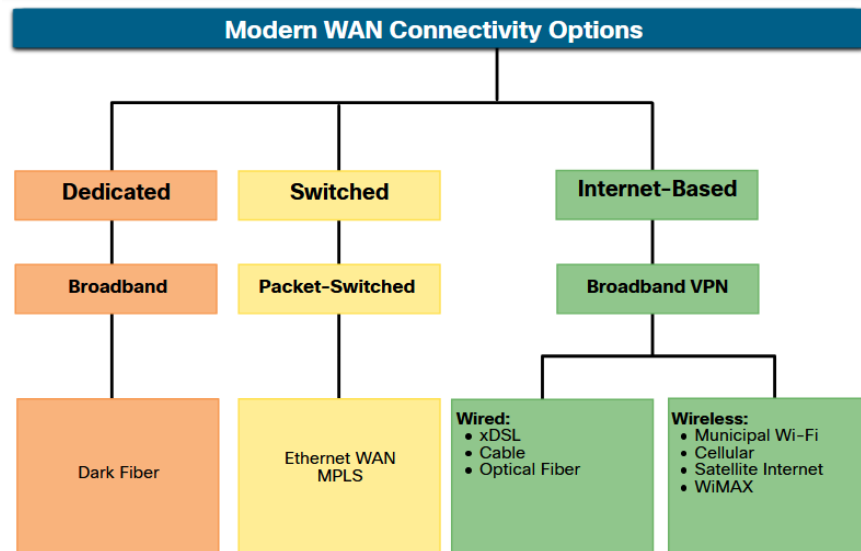 Modern WAN Connectivity Options
Dedicated
Switched
Internet-Based
Broadband
Packet-Switched
Broadband VPN
Dark Fiber
Ethernet WAN
MPLS
Wired:
• xDSL
• Cable
• Optical Fiber
Wireless:
• Municipal Wi-Fi
• Cellular
• Satellite Internet
• WiMAX